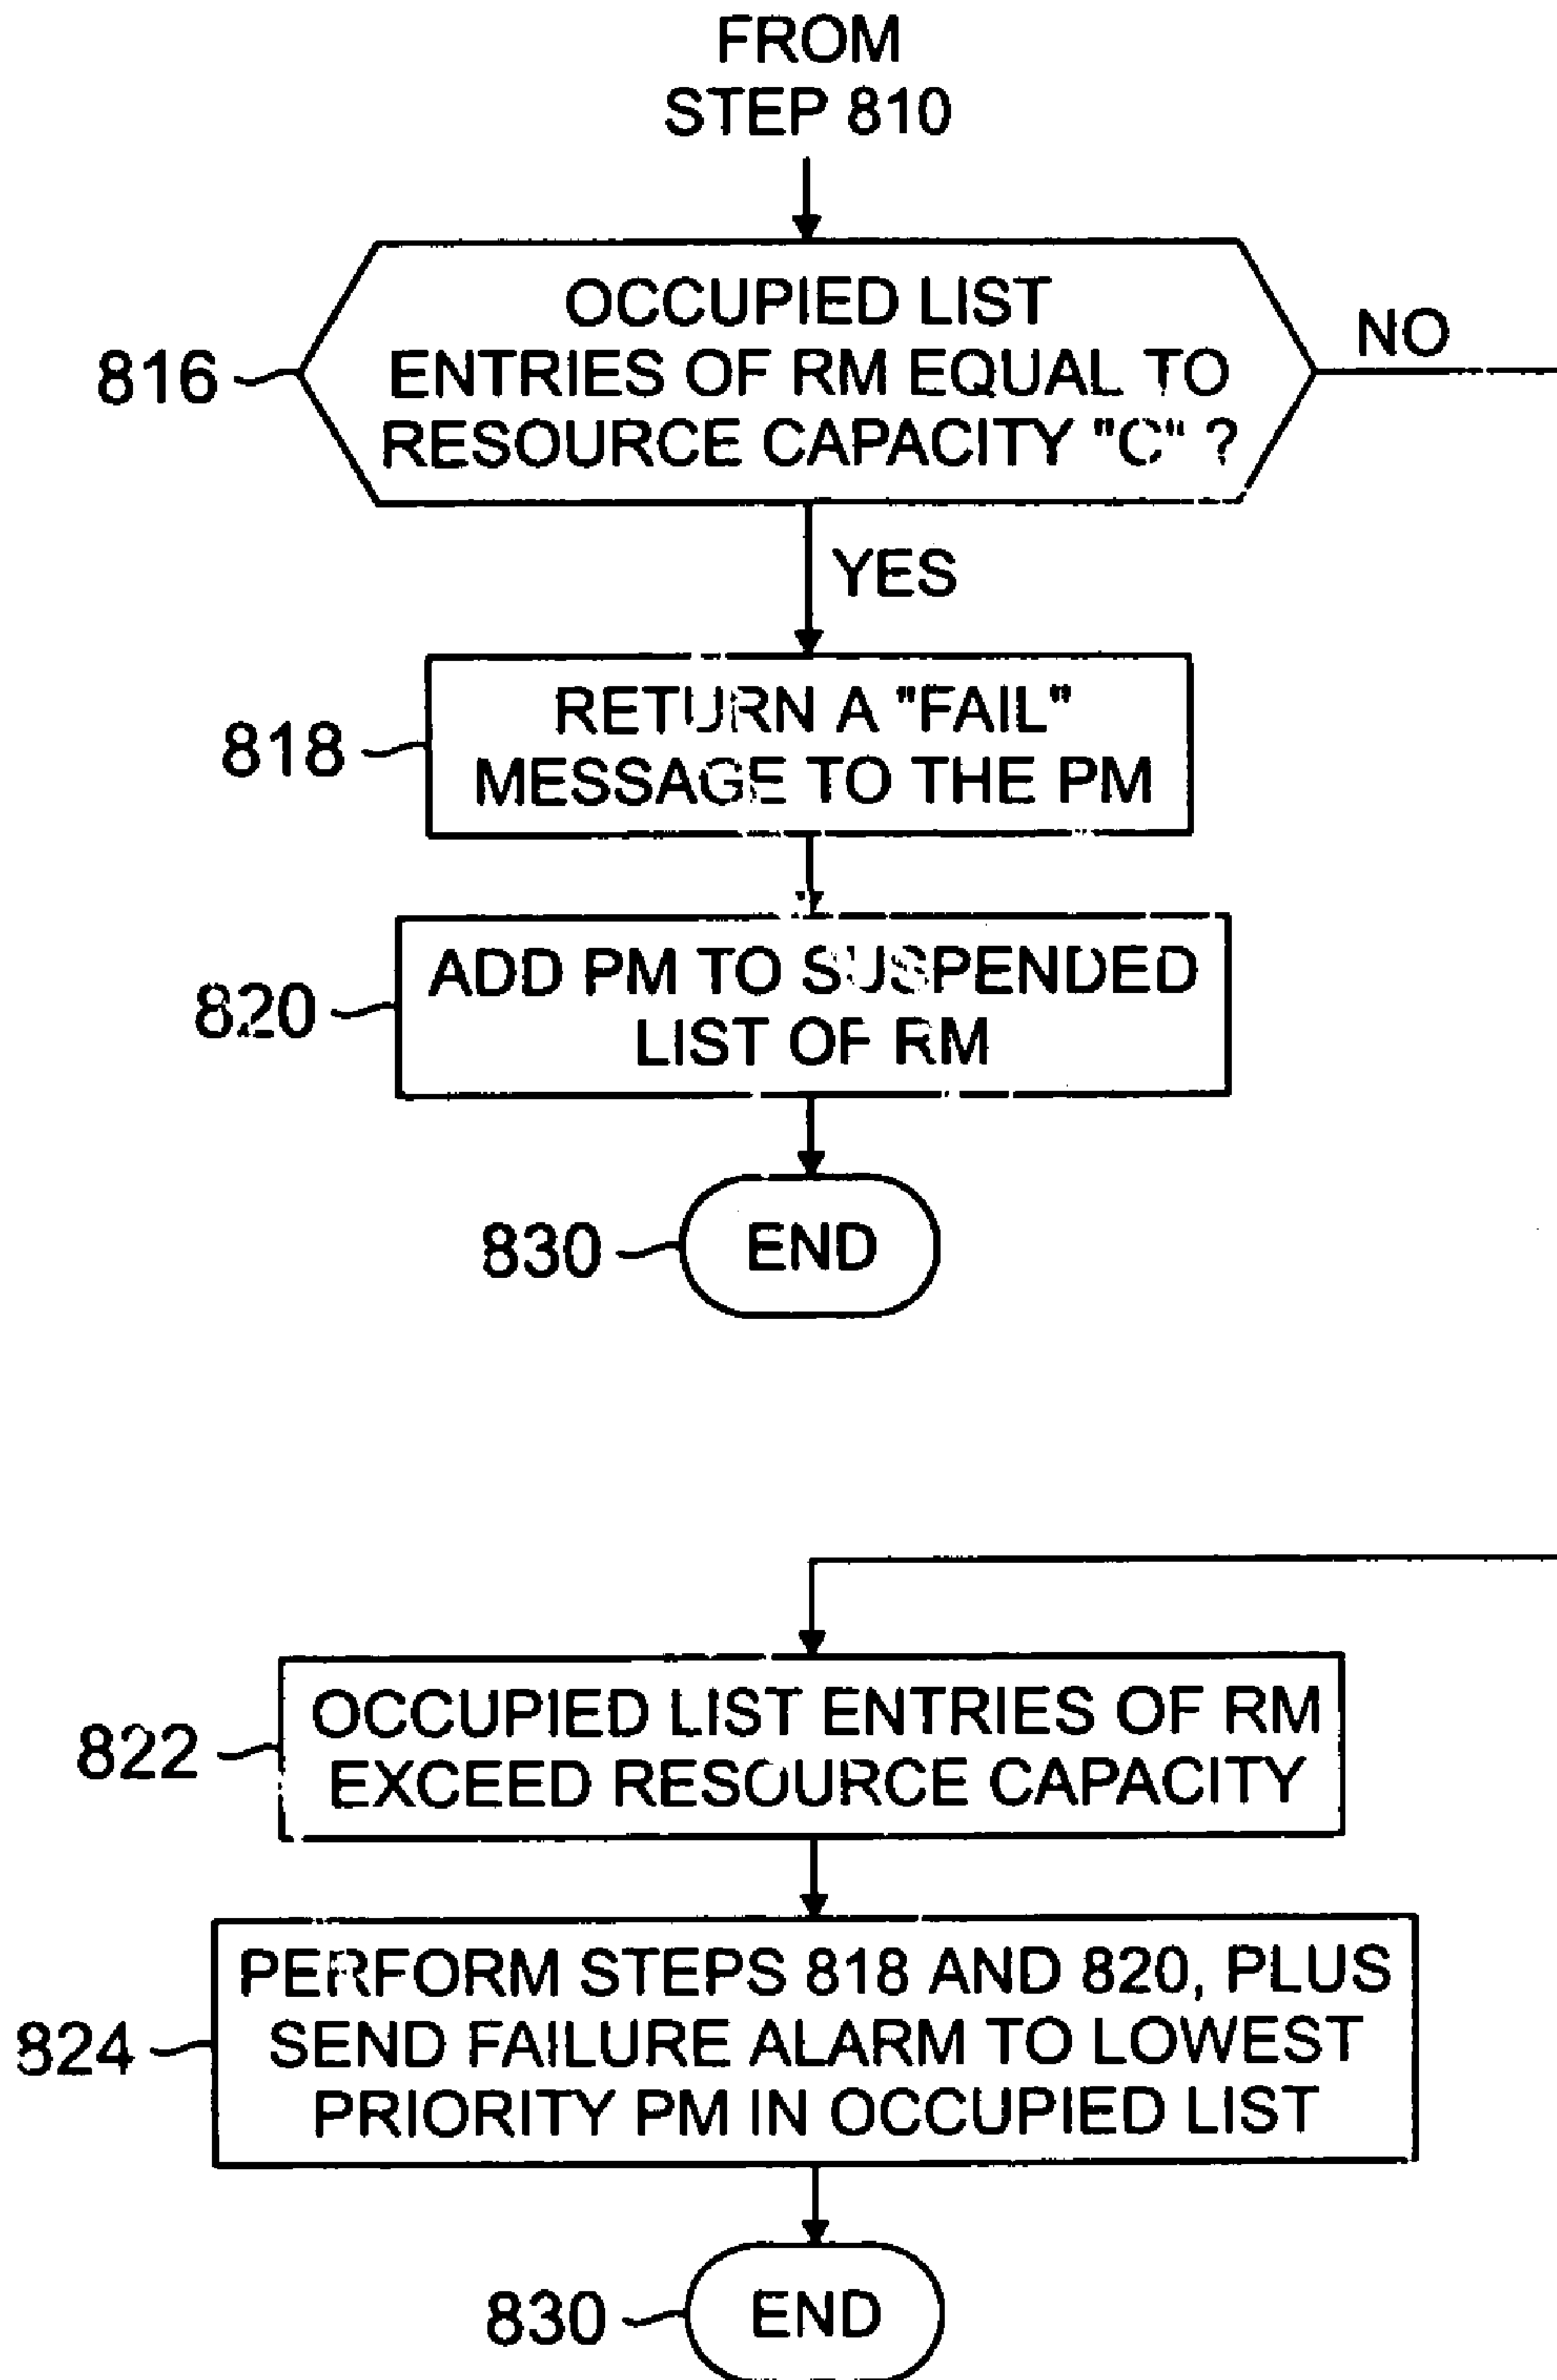 FROM
STEP 810
OCCUPIED LIST
ENTRIES OF RM EQUAL TO
RESOURCE CAPACITY "C" ?
816
NO
YES
RETURN A "FAIL"
MESSAGE TO THE PM
818
ADD PM TO SUSPENDED
LIST OF RM
820
830
END
OCCUPIED LIST ENTRIES OF RM
EXCEED RESOURCE CAPACITY
822
PERFORM STEPS 818 AND 820, PLUS
SEND FAILURE ALARM TO LOWEST
PRIORITY PM IN OCCUPIED LIST
824
830
END